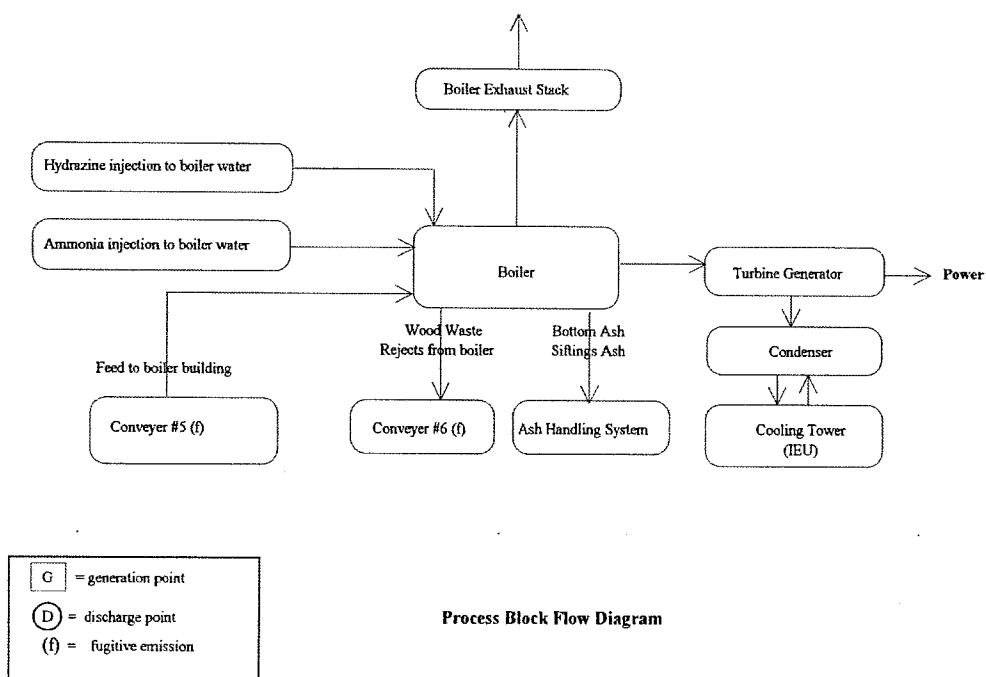 Boiler Exhaust Stack
Hydrazine injection to boiler water
Ammonia injection to boiler water
Boiler
Turbine Generator
Power
Wood Waste
Rejects from boiler
Bottom Ash
Siftings Ash
Condenser
Feed to boiler building
Conveyer #5 (f)
Conveyer #6 (f)
Ash Handling System
Cooling Tower
(IEU)
G = generation point
D = discharge point
(f) = fugitive emission
Process Block Flow Diagram